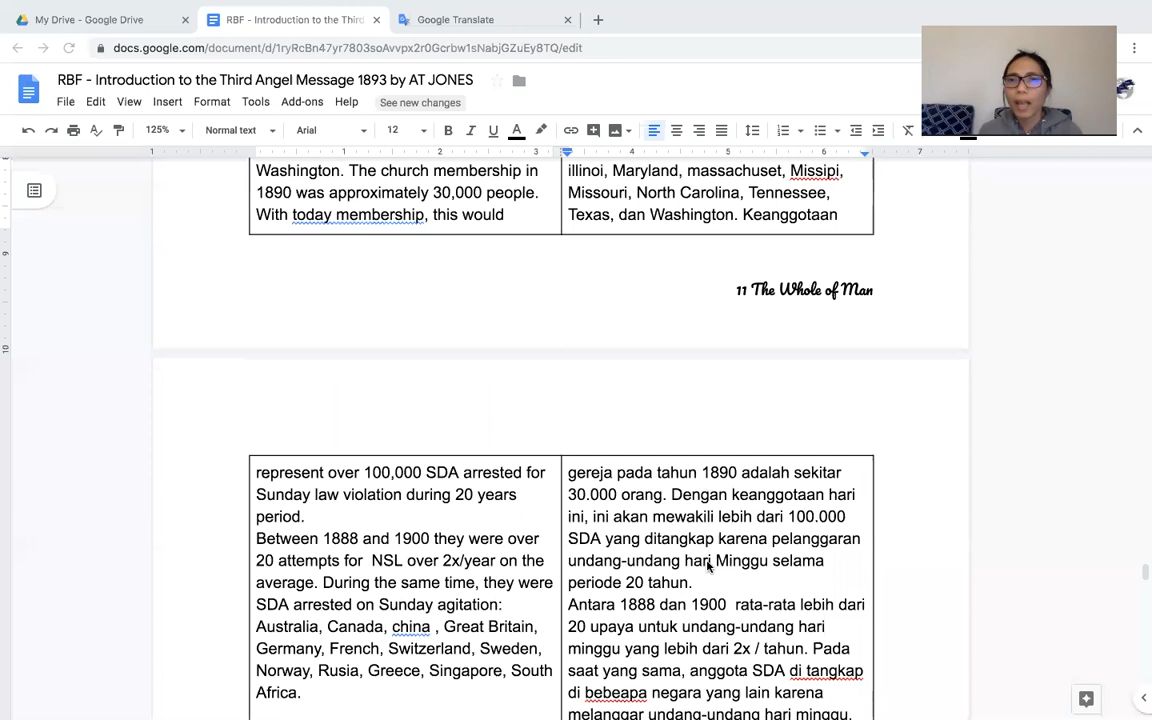 My Drive - Google Drive
RBF - Introduction to the Third
Google Translate
docs.google.com/document/d/1ryRcBn47yr7803soAvvpx2r0Gcrbw1sNabjGZuEy8TQ/edit
RBF - Introduction to the Third Angel Message 1893 by AT JONES
File Edit View Insert Format Tools Add-ons Help See new changes
125% Normal text Arial 12
1 1 2 3 4 5 6 7
Washington. The church membership in
1890 was approximately 30,000 people.
With today membership, this would
illinoi, Maryland, massachuset, Missipi,
Missouri, North Carolina, Tennessee,
Texas, dan Washington. Keanggotaan
11 The Whole of Man
9
10
represent over 100,000 SDA arrested for
Sunday law violation during 20 years
period.
Between 1888 and 1900 they were over
20 attempts for  NSL over 2x/year on the
average. During the same time, they were
SDA arrested on Sunday agitation:
Australia, Canada, china , Great Britain,
Germany, French, Switzerland, Sweden,
Norway, Rusia, Greece, Singapore, South
Africa.
gereja pada tahun 1890 adalah sekitar
30.000 orang. Dengan keanggotaan hari
ini, ini akan mewakili lebih dari 100.000
SDA yang ditangkap karena pelanggaran
undang-undang hari Minggu selama
periode 20 tahun.
Antara 1888 dan 1900  rata-rata lebih dari
20 upaya untuk undang-undang hari
minggu yang lebih dari 2x / tahun. Pada
saat yang sama, anggota SDA di tangkap
di bebeapa negara yang lain karena
melanggar undang-undang hari minggu.